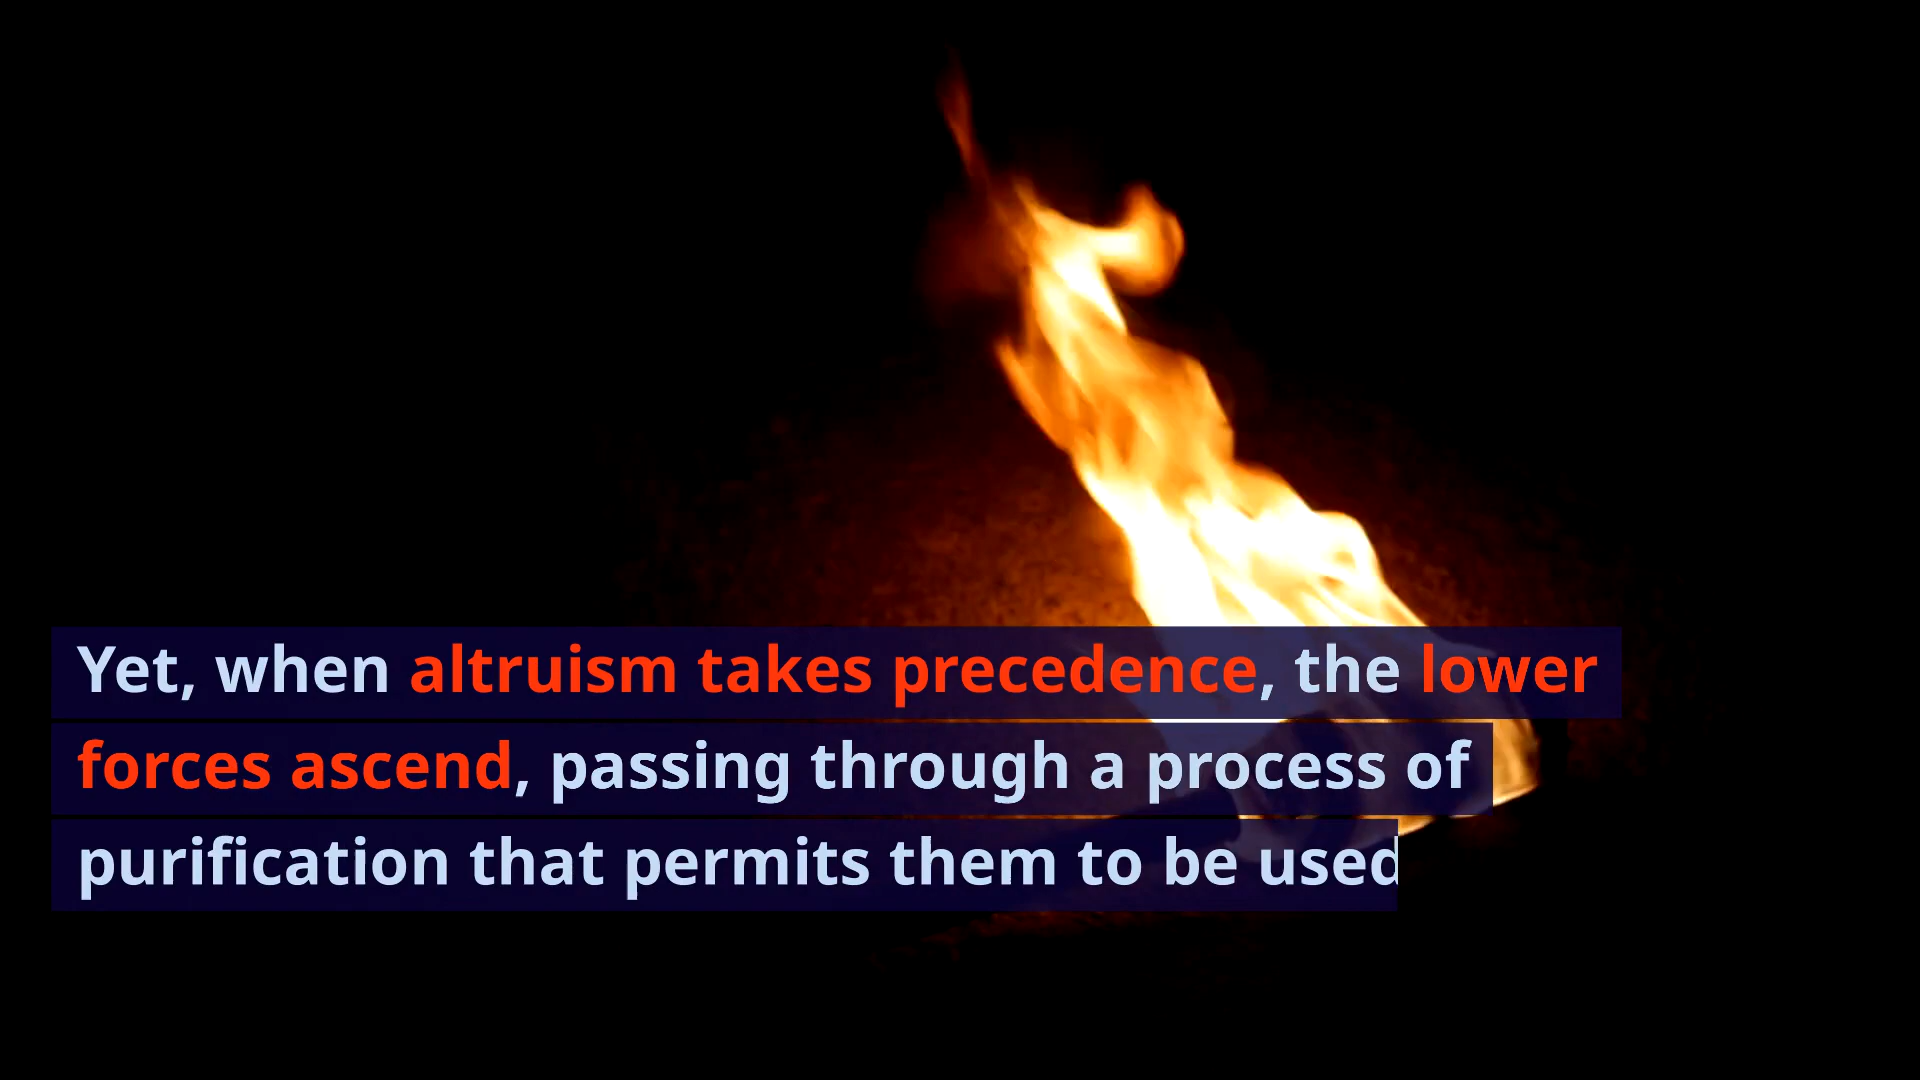 Yet, when altruism takes precedence, the lower
forces ascend, passing through a process of
purification that permits them to be used